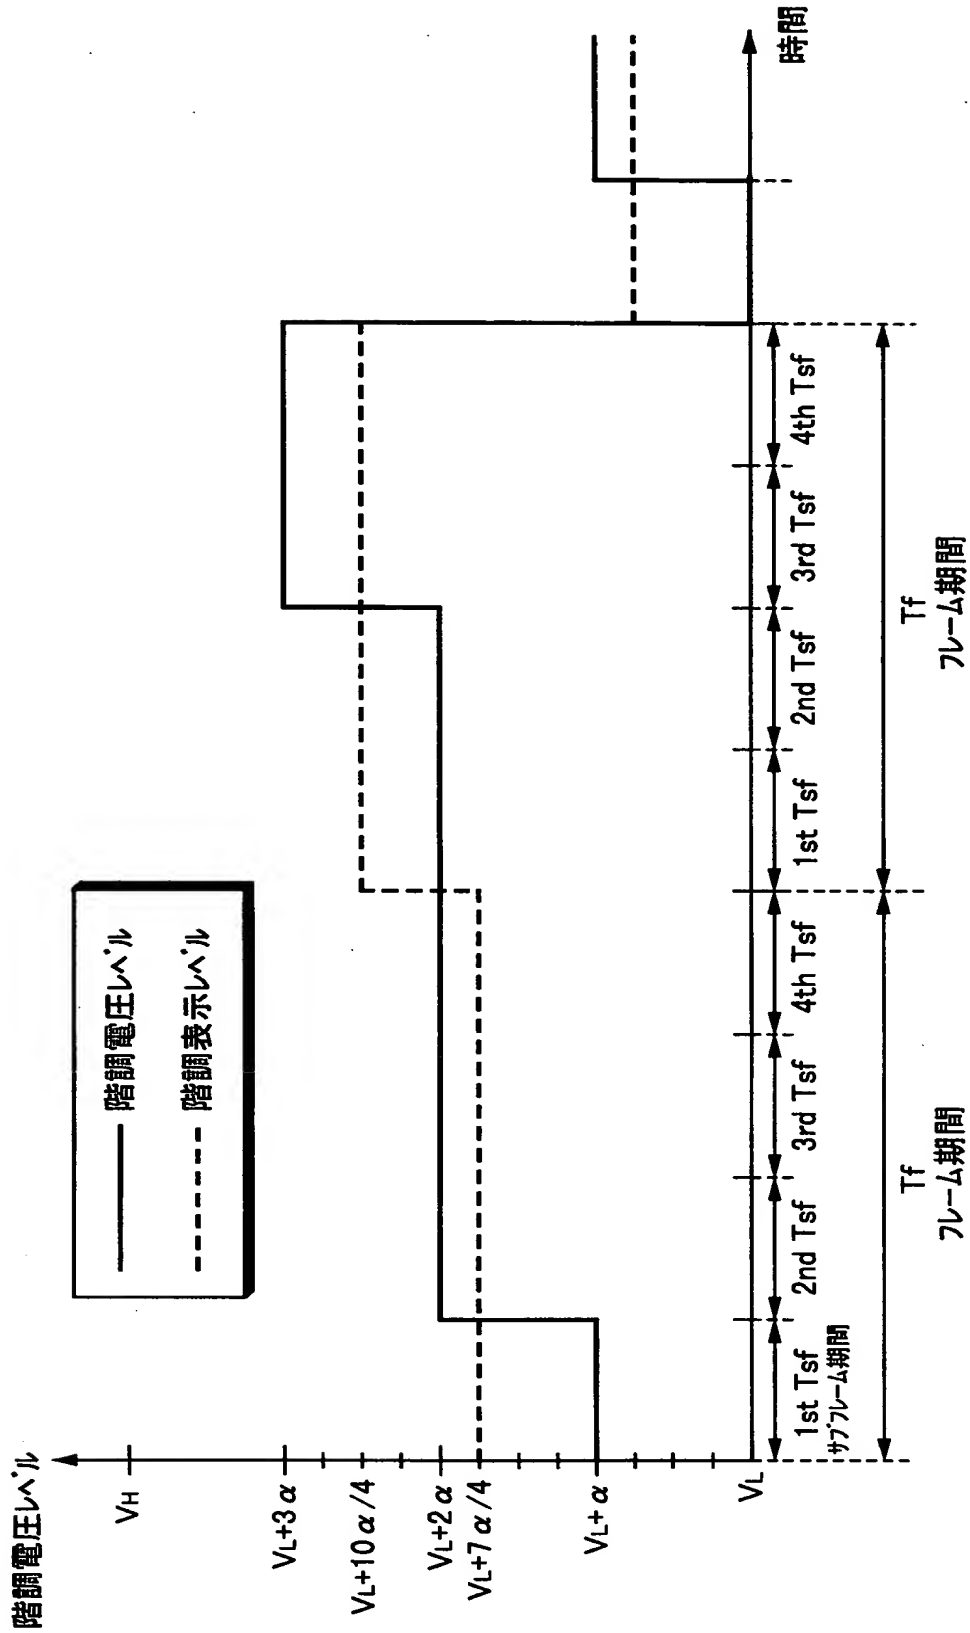 階調電圧レベル
階調電圧レベル
階調表示レベル
VH
VL+3α
VL+10α/4
VL+2α
VL+7α/4
VL+α
VL
1st Tsf
サブフレーム期間
2nd Tsf
3rd Tsf
4th Tsf
1st Tsf
2nd Tsf
3rd Tsf
4th Tsf
時間
Tf
フレーム期間
Tf
フレーム期間